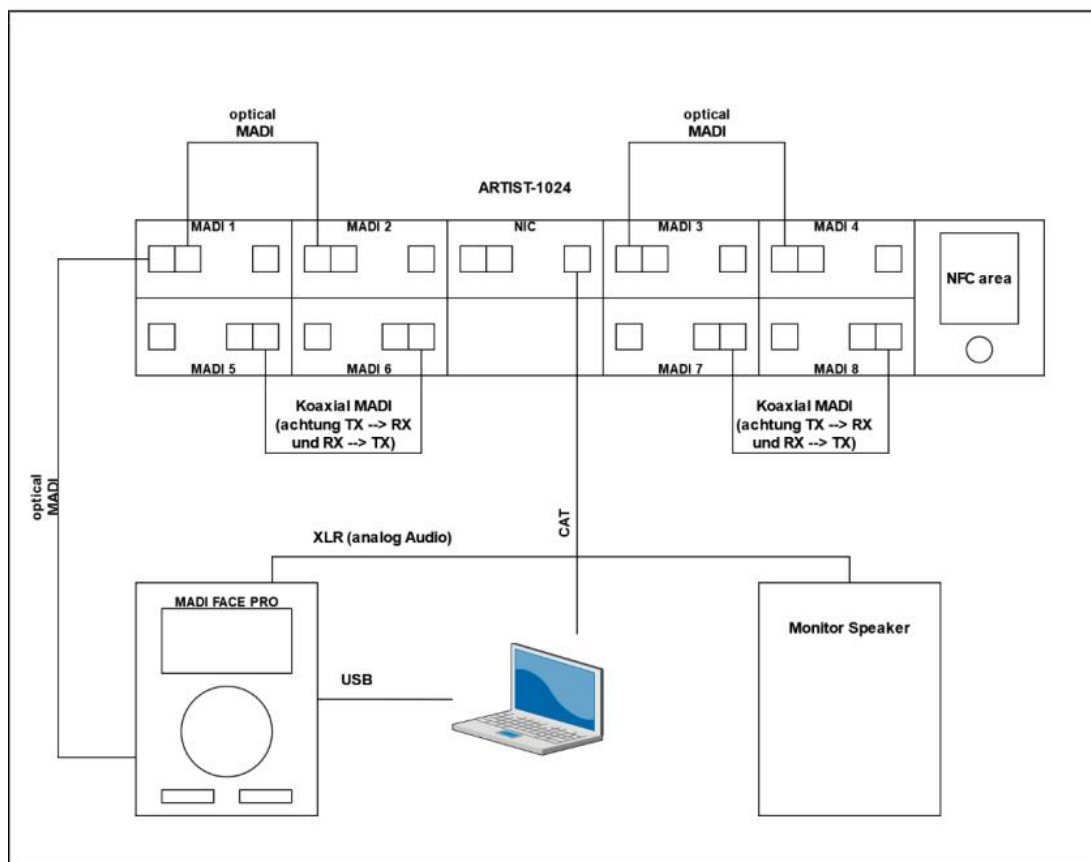 optical
MADI
optical
MADI
ARTIST-1024
MADI 1
MADI 2
NIC
MADI 3
MADI 4
NFC area
MADI 5
MADI 6
MADI 7
MADI 8
Koaxial MADI
(achtung TX --> RX
und RX --> TX)
Koaxial MADI
(achtung TX --> RX
und RX --> TX)
optical
MADI
CAT
XLR (analog Audio)
MADI FACE PRO
Monitor Speaker
USB